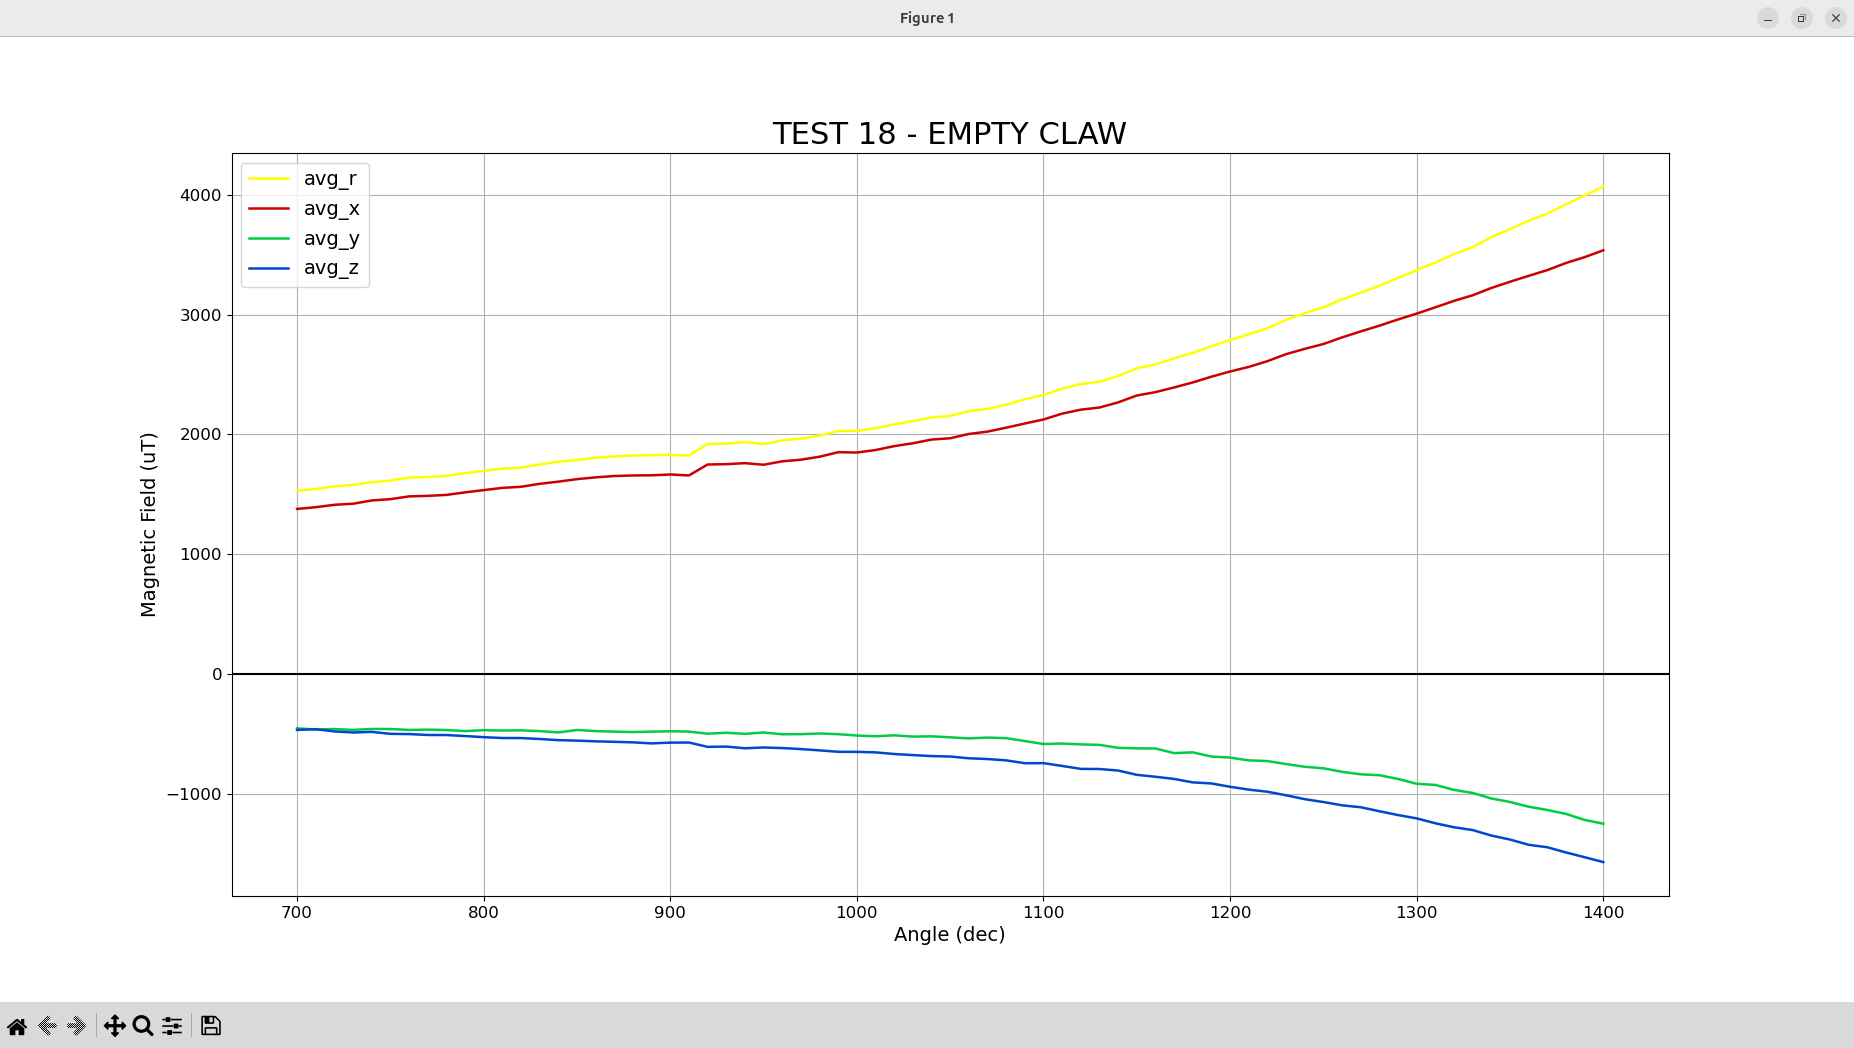 Figure 1
TEST 18 - EMPTY CLAW
avg_r
avg_x
avg_y
avg_z
4000
3000
2000
1000
0
−1000
Magnetic Field (uT)
700 800 900 1000 1100 1200 1300 1400
Angle (dec)